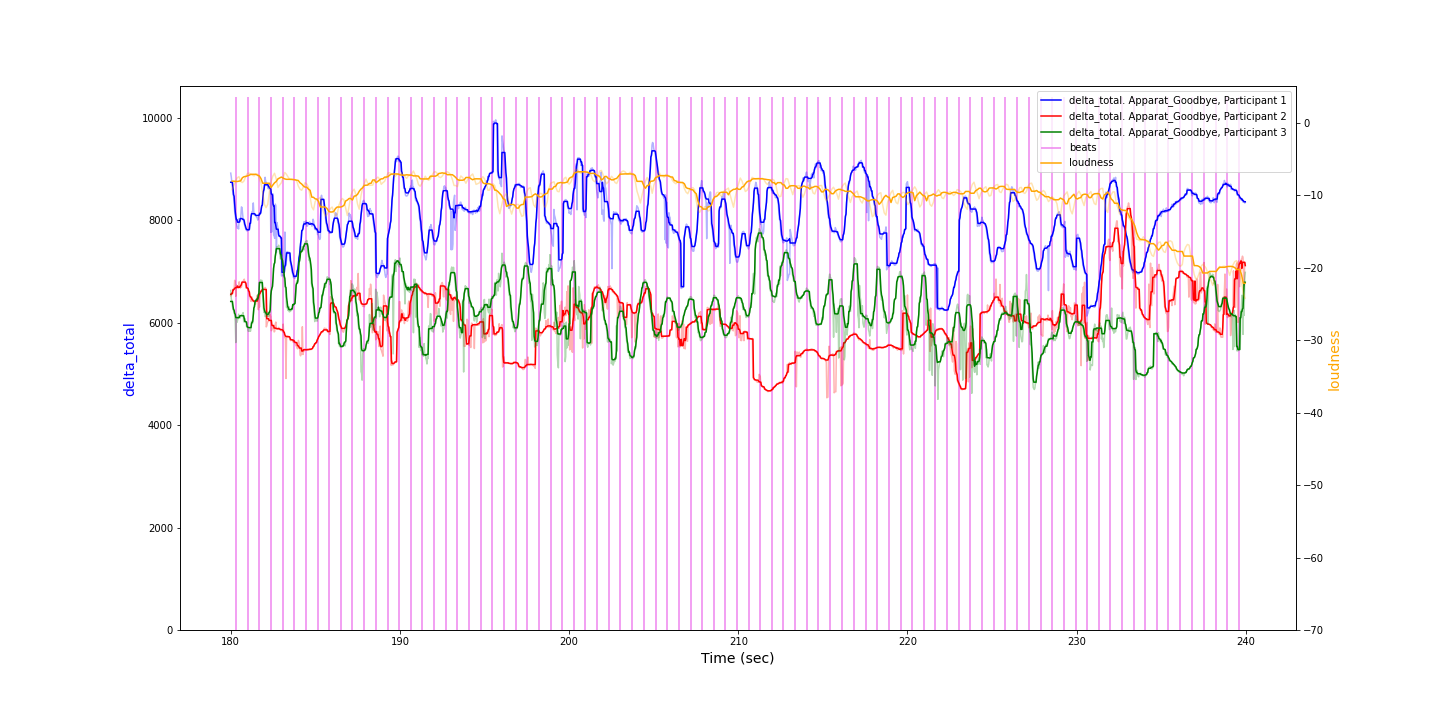 delta_total. Apparat_Goodbye, Participant 1
delta_total. Apparat_Goodbye, Participant 2
delta_total. Apparat_Goodbye, Participant 3
beats
loudness
10000
8000
6000
4000
2000
0
delta_total
0
−10
−20
−30
−40
−50
−60
−70
loudness
180 190 200 210 220 230 240
Time (sec)